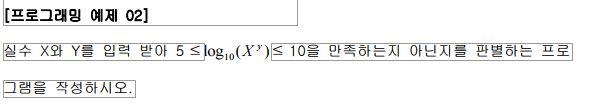 [프로그래밍 예제 02]
실수 X와 Y를 입력 받아 5 ≤ log₁₀(Xʸ) ≤ 10을 만족하는지 아닌지를 판별하는 프로
그램을 작성하시오.